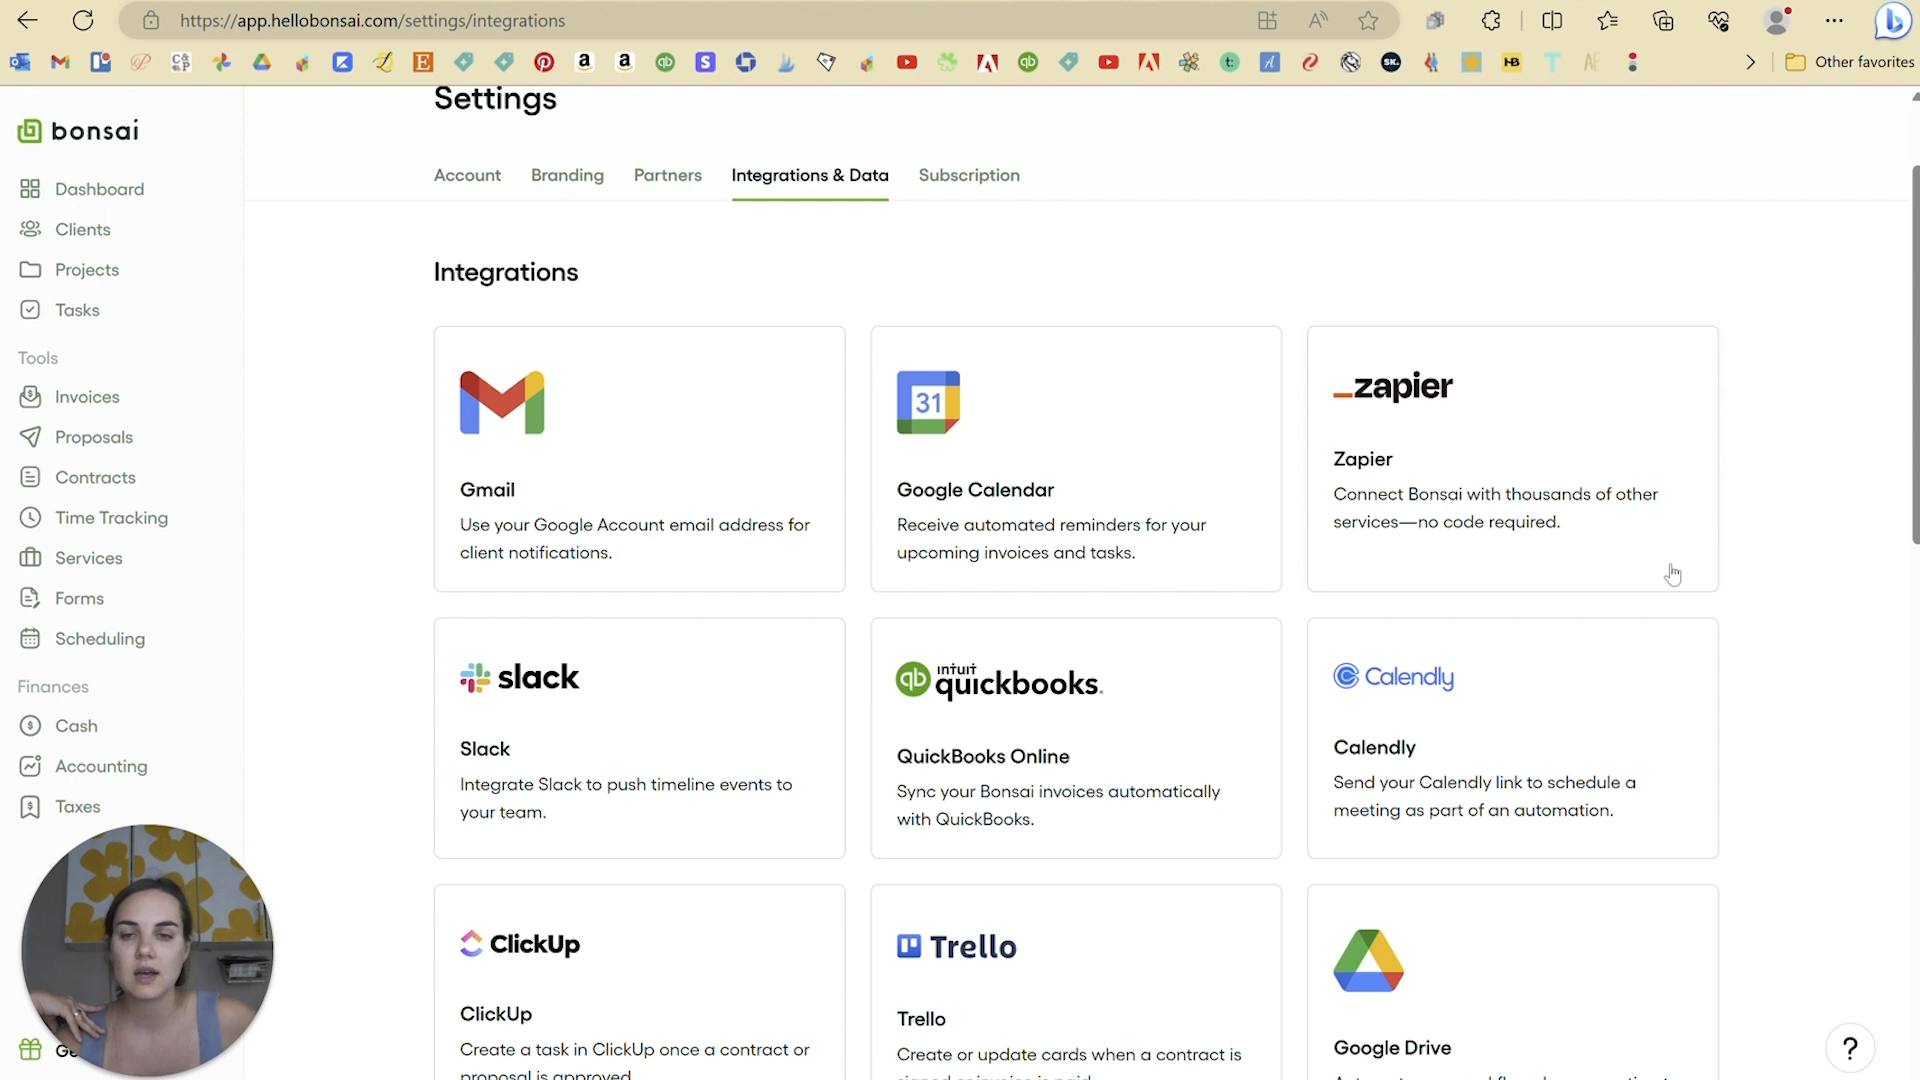 https://app.hellobonsai.com/settings/integrations
Other favorites
bonsai
Dashboard
Clients
Projects
Tasks
Tools
Invoices
Proposals
Contracts
Time Tracking
Services
Forms
Scheduling
Finances
Cash
Accounting
Taxes
Settings
Account
Branding
Partners
Integrations & Data
Subscription
Integrations
Gmail
Use your Google Account email address for
client notifications.
31
Google Calendar
Receive automated reminders for your
upcoming invoices and tasks.
zapier
Zapier
Connect Bonsai with thousands of other
services—no code required.
slack
Slack
Integrate Slack to push timeline events to
your team.
qb
intuit
quickbooks.
QuickBooks Online
Sync your Bonsai invoices automatically
with QuickBooks.
Calendly
Calendly
Send your Calendly link to schedule a
meeting as part of an automation.
ClickUp
ClickUp
Create a task in ClickUp once a contract or
proposal is approved
Trello
Trello
Create or update cards when a contract is
signed or invoice is paid
Google Drive
?